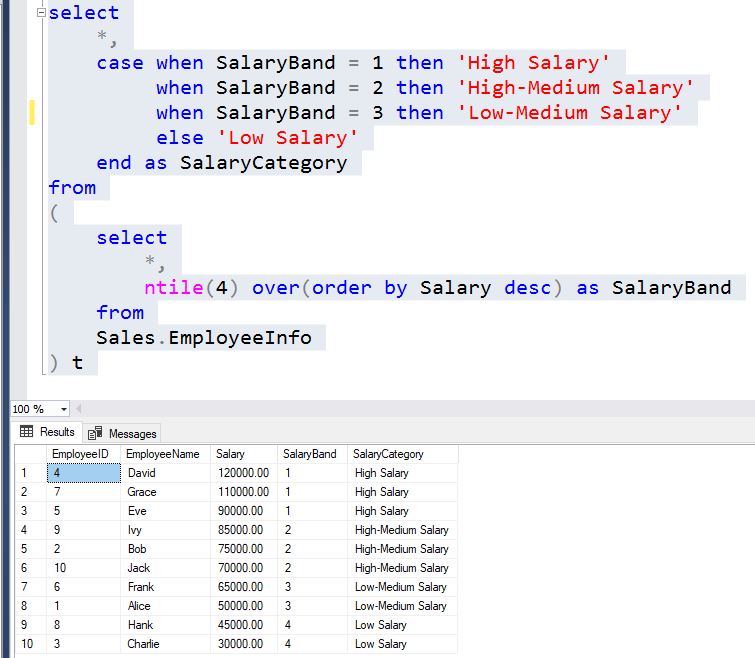 select
*,
case when SalaryBand = 1 then 'High Salary'
when SalaryBand = 2 then 'High-Medium Salary'
when SalaryBand = 3 then 'Low-Medium Salary'
else 'Low Salary'
end as SalaryCategory
from
(
select
*,
ntile(4) over(order by Salary desc) as SalaryBand
from
Sales.EmployeeInfo
) t
100 %
Results Messages
EmployeeID EmployeeName Salary SalaryBand SalaryCategory
1 4 David 120000.00 1 High Salary
2 7 Grace 110000.00 1 High Salary
3 5 Eve 90000.00 1 High Salary
4 9 Ivy 85000.00 2 High-Medium Salary
5 2 Bob 75000.00 2 High-Medium Salary
6 10 Jack 70000.00 2 High-Medium Salary
7 6 Frank 65000.00 3 Low-Medium Salary
8 1 Alice 50000.00 3 Low-Medium Salary
9 8 Hank 45000.00 4 Low Salary
10 3 Charlie 30000.00 4 Low Salary